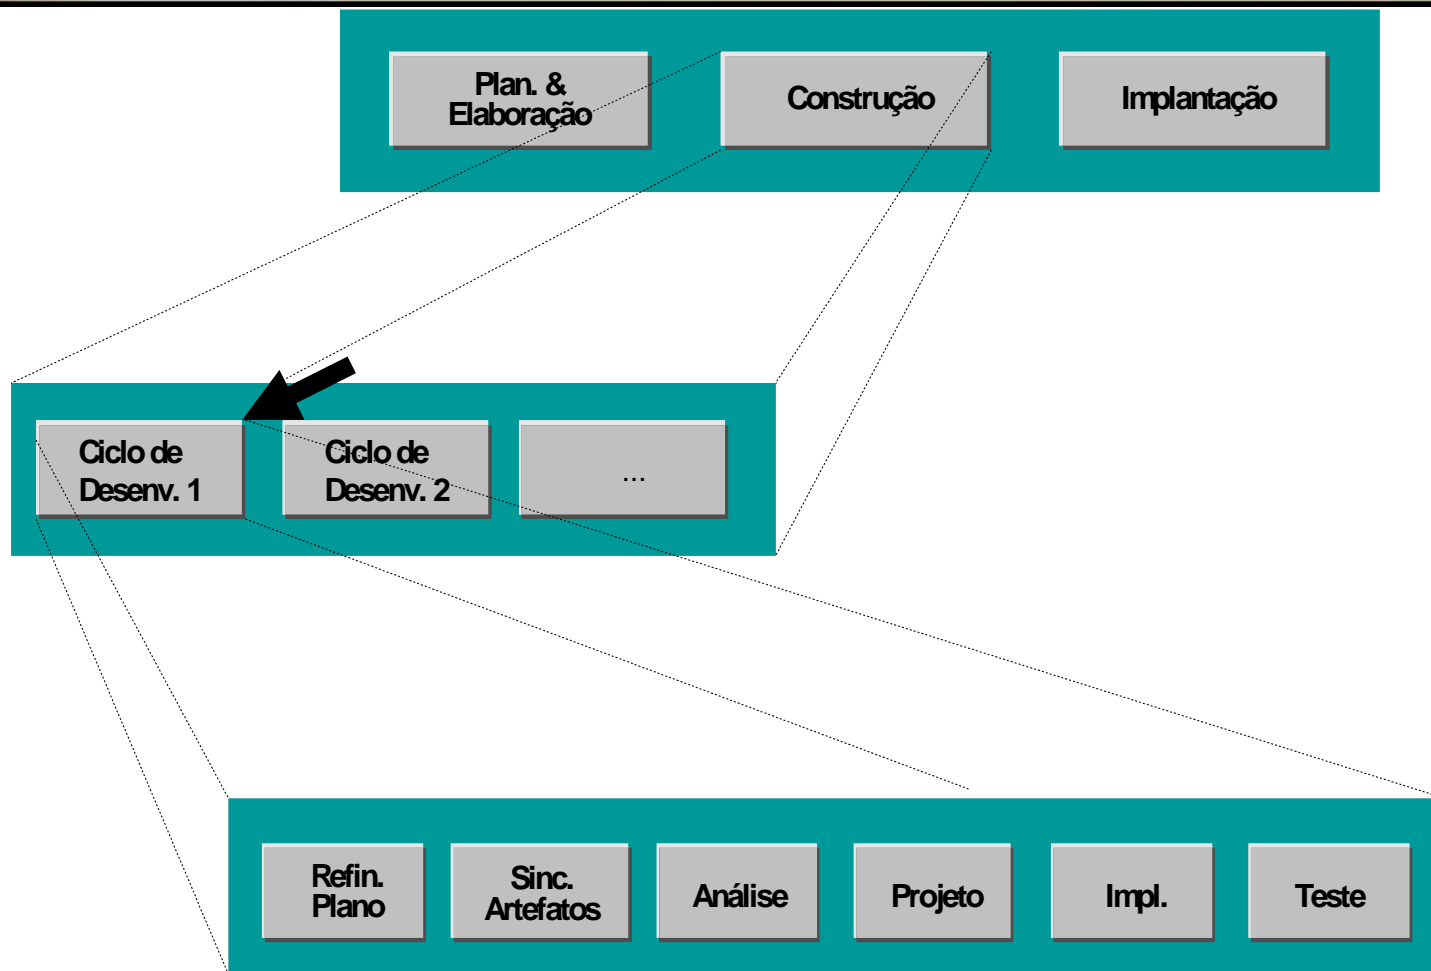 Plan. &
Elaboração
Construção
Implantação
Ciclo de
Desenv. 1
Ciclo de
Desenv. 2
...
Refin.
Plano
Sinc.
Artefatos
Análise
Projeto
Impl.
Teste